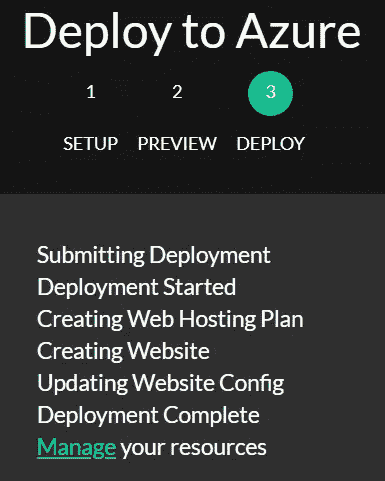 Deploy to Azure
1 2 3
SETUP PREVIEW DEPLOY
Submitting Deployment
Deployment Started
Creating Web Hosting Plan
Creating Website
Updating Website Config
Deployment Complete
Manage your resources